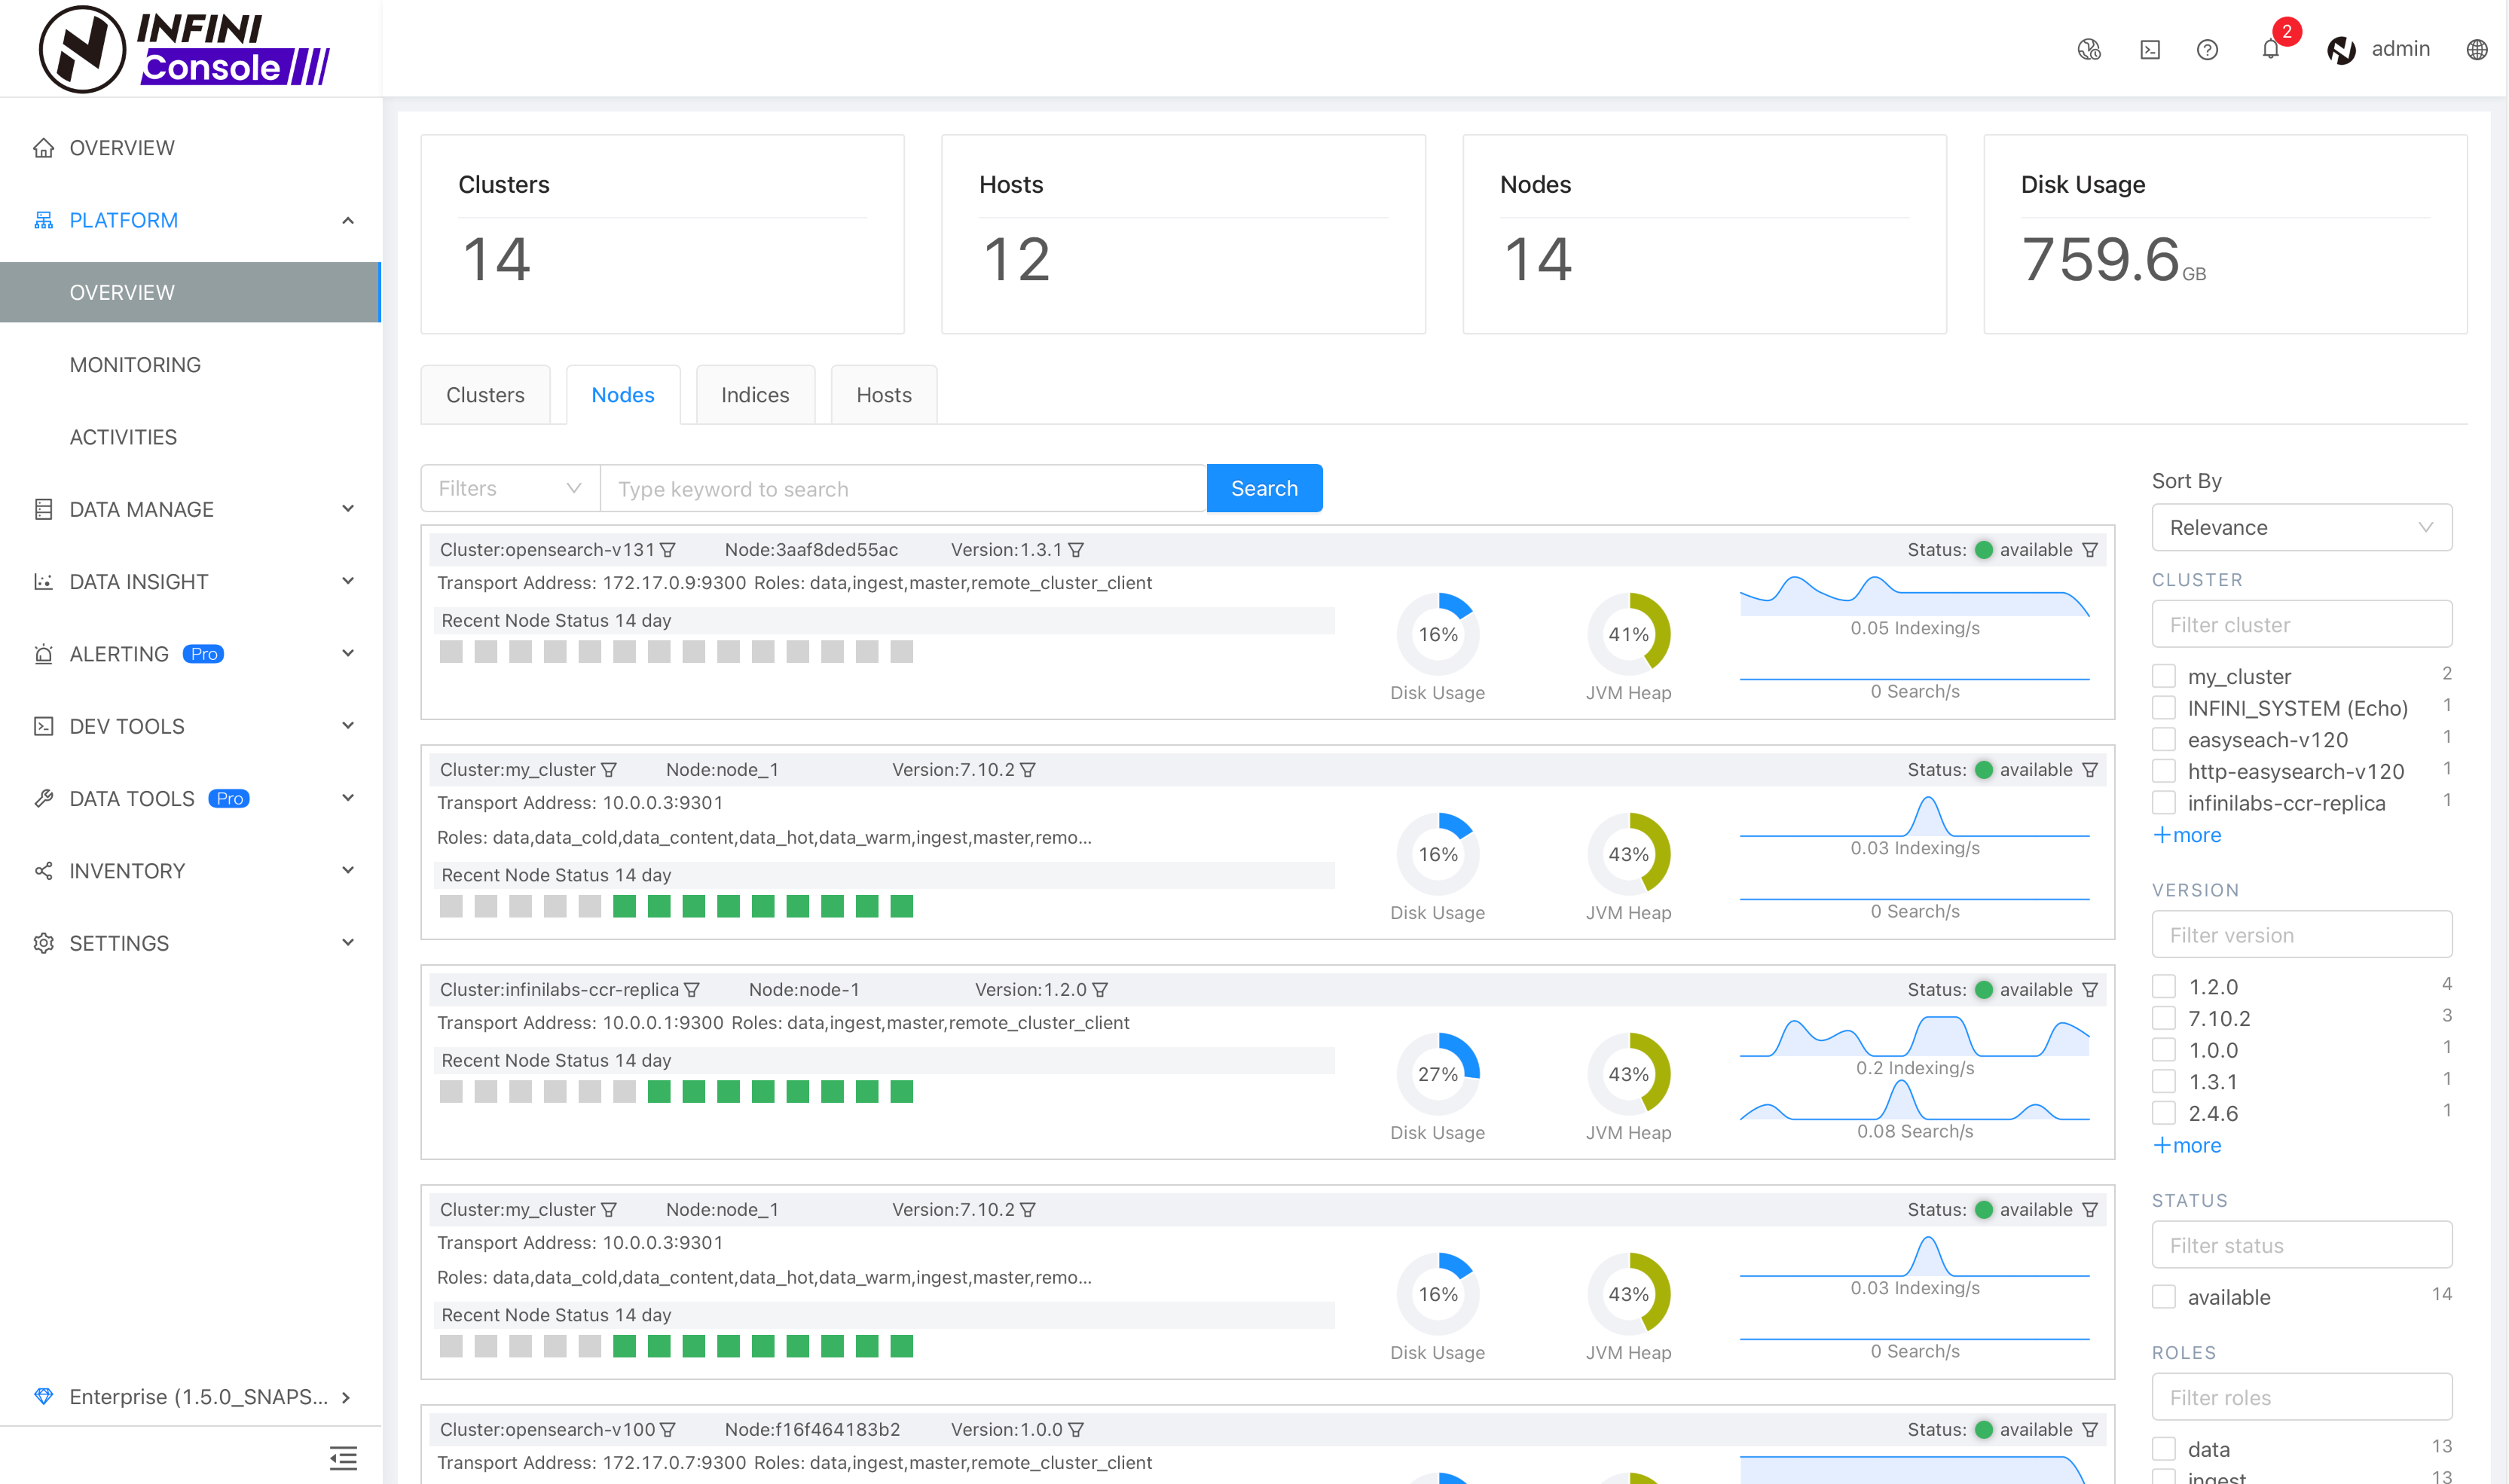 INFINI
Console
2
admin
OVERVIEW
PLATFORM
OVERVIEW
MONITORING
ACTIVITIES
DATA MANAGE
DATA INSIGHT
ALERTING Pro
DEV TOOLS
DATA TOOLS Pro
INVENTORY
SETTINGS
Enterprise (1.5.0_SNAPS...
Clusters
14
Hosts
12
Nodes
14
Disk Usage
759.6 GB
Clusters Nodes Indices Hosts
Filters Type keyword to search Search
Cluster:opensearch-v131 Node:3aaf8ded55ac Version:1.3.1 Status: available
Transport Address: 172.17.0.9:9300 Roles: data,ingest,master,remote_cluster_client
Recent Node Status 14 day
16%
Disk Usage
41%
JVM Heap
0.05 Indexing/s
0 Search/s
Cluster:my_cluster Node:node_1 Version:7.10.2 Status: available
Transport Address: 10.0.0.3:9301
Roles: data,data_cold,data_content,data_hot,data_warm,ingest,master,remo...
Recent Node Status 14 day
16%
Disk Usage
43%
JVM Heap
0.03 Indexing/s
0 Search/s
Cluster:infinilabs-ccr-replica Node:node-1 Version:1.2.0 Status: available
Transport Address: 10.0.0.1:9300 Roles: data,ingest,master,remote_cluster_client
Recent Node Status 14 day
27%
Disk Usage
43%
JVM Heap
0.2 Indexing/s
0.08 Search/s
Cluster:my_cluster Node:node_1 Version:7.10.2 Status: available
Transport Address: 10.0.0.3:9301
Roles: data,data_cold,data_content,data_hot,data_warm,ingest,master,remo...
Recent Node Status 14 day
16%
Disk Usage
43%
JVM Heap
0.03 Indexing/s
0 Search/s
Cluster:opensearch-v100 Node:f16f464183b2 Version:1.0.0 Status: available
Transport Address: 172.17.0.7:9300 Roles: data,ingest,master,remote_cluster_client
Sort By
Relevance
CLUSTER
Filter cluster
my_cluster 2
INFINI_SYSTEM (Echo) 1
easyseach-v120 1
http-easysearch-v120 1
infinilabs-ccr-replica 1
+more
VERSION
Filter version
1.2.0 4
7.10.2 3
1.0.0 1
1.3.1 1
2.4.6 1
+more
STATUS
Filter status
available 14
ROLES
Filter roles
data 13
ingest 13